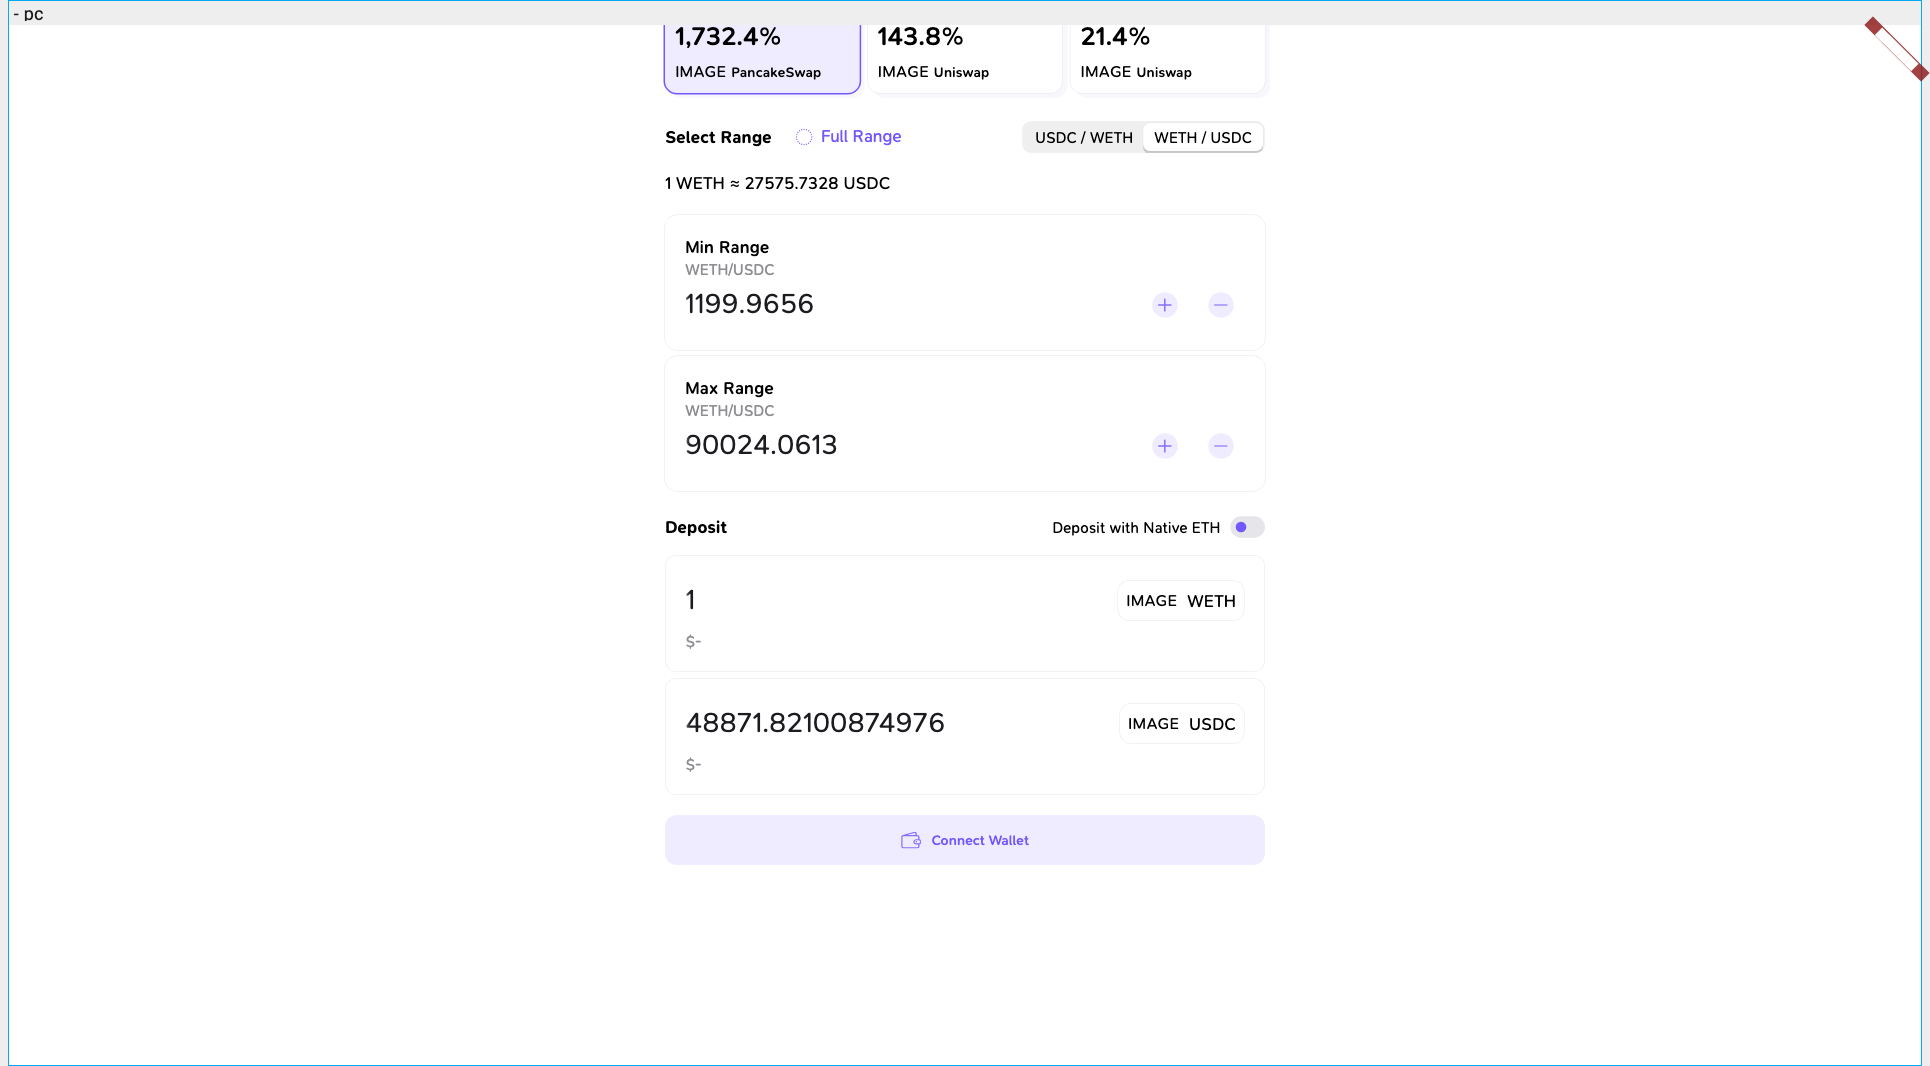 - pc
1,732.4% 143.8% 21.4%
IMAGE PancakeSwap IMAGE Uniswap IMAGE Uniswap
Select Range Full Range USDC / WETH WETH / USDC
1 WETH ≈ 27575.7328 USDC
Min Range
WETH/USDC
1199.9656
Max Range
WETH/USDC
90024.0613
Deposit Deposit with Native ETH
1 IMAGE WETH
$-
48871.82100874976 IMAGE USDC
$-
Connect Wallet